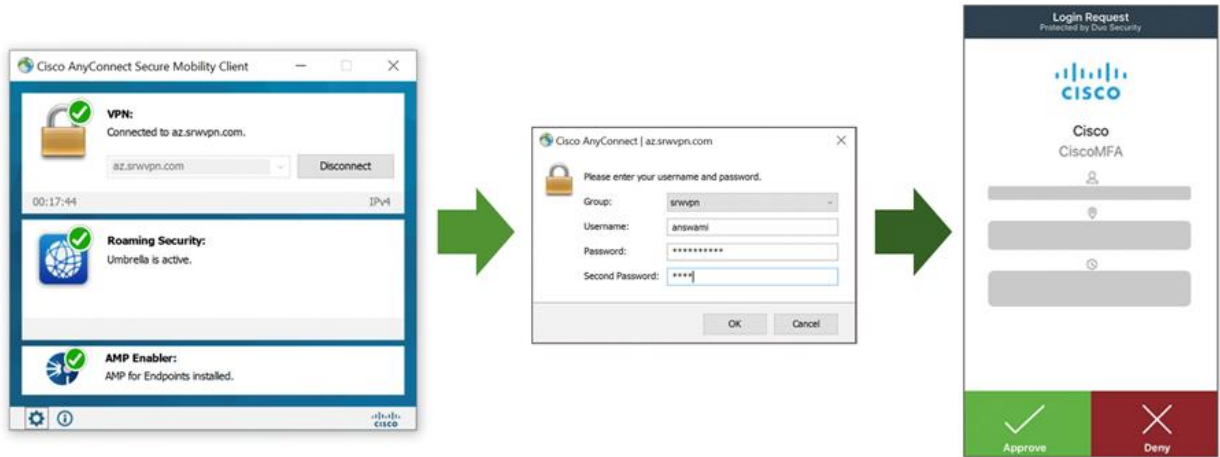 Cisco AnyConnect Secure Mobility Client
VPN:
Connected to az.srwvpn.com.
az.srwvpn.com
Disconnect
00:17:44
IPv4
Roaming Security:
Umbrella is active.
AMP Enabler:
AMP for Endpoints installed.
CISCO
Cisco AnyConnect | az.srwvpn.com
Please enter your username and password.
Group: srwvpn
Username: answami
Password: **********
Second Password: ****
OK
Cancel
Login Request
Protected by Duo Security
CISCO
Cisco
CiscoMFA
Approve
Deny